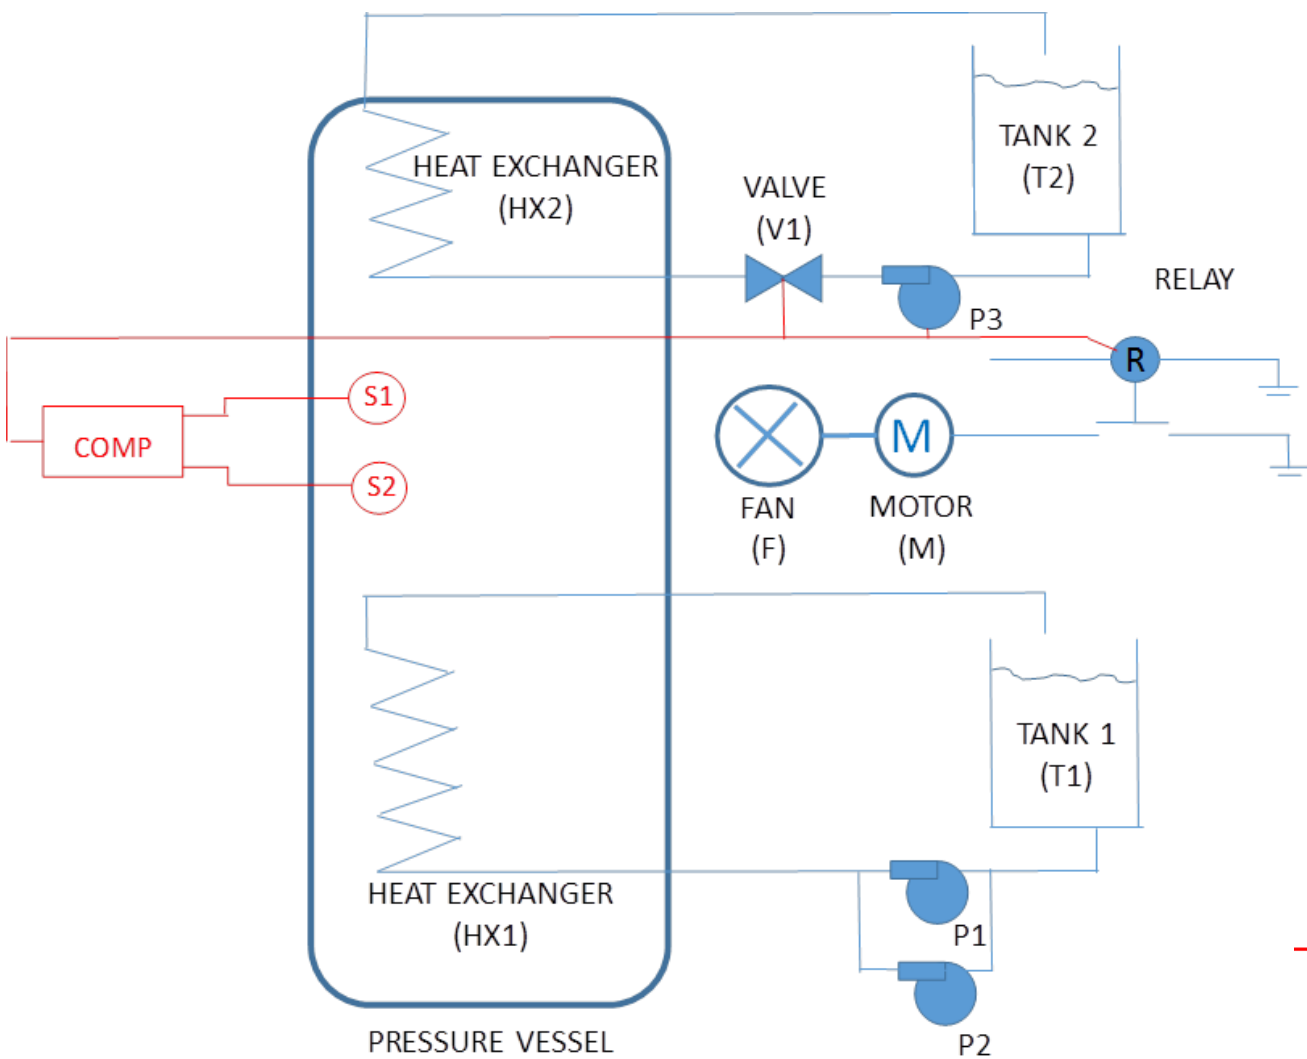 TANK 2
(T2)
HEAT EXCHANGER
(HX2)
VALVE
(V1)
RELAY
P3
R
S1
COMP
S2
M
FAN
(F)
MOTOR
(M)
TANK 1
(T1)
HEAT EXCHANGER
(HX1)
P1
P2
PRESSURE VESSEL